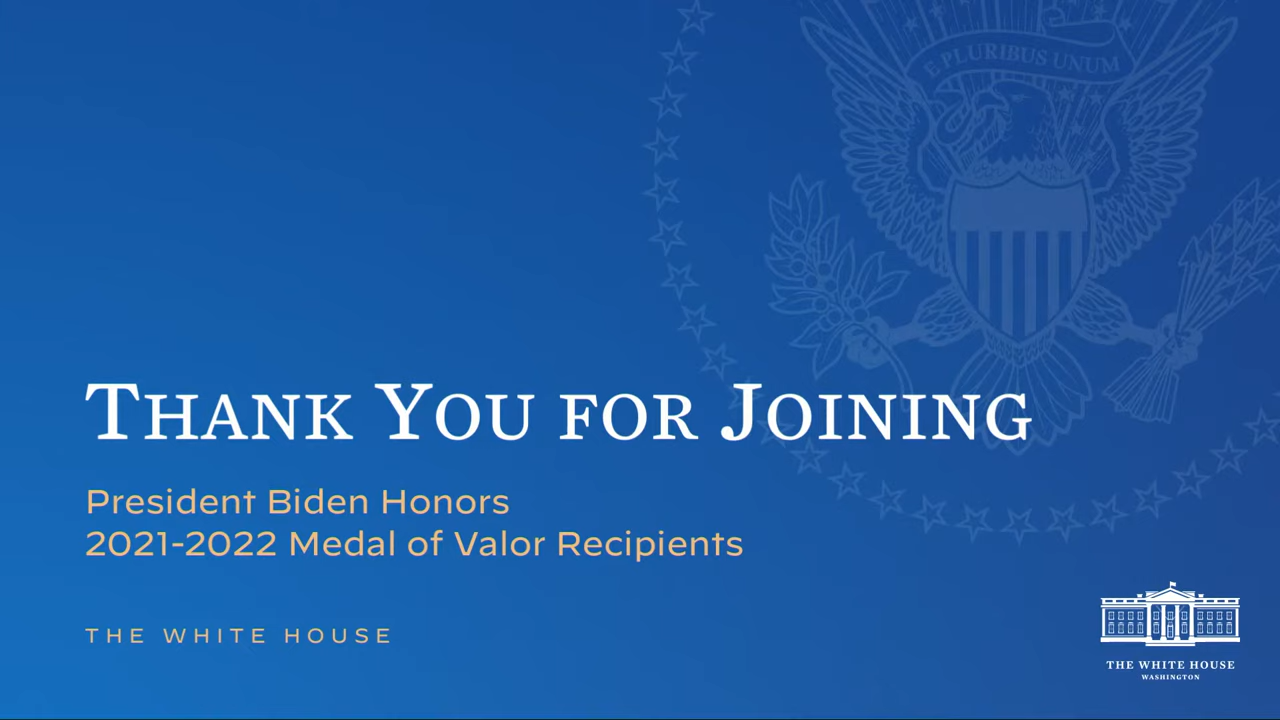 E PLURIBUS UNUM
THANK YOU FOR JOINING
President Biden Honors
2021-2022 Medal of Valor Recipients
THE WHITE HOUSE
THE WHITE HOUSE
WASHINGTON